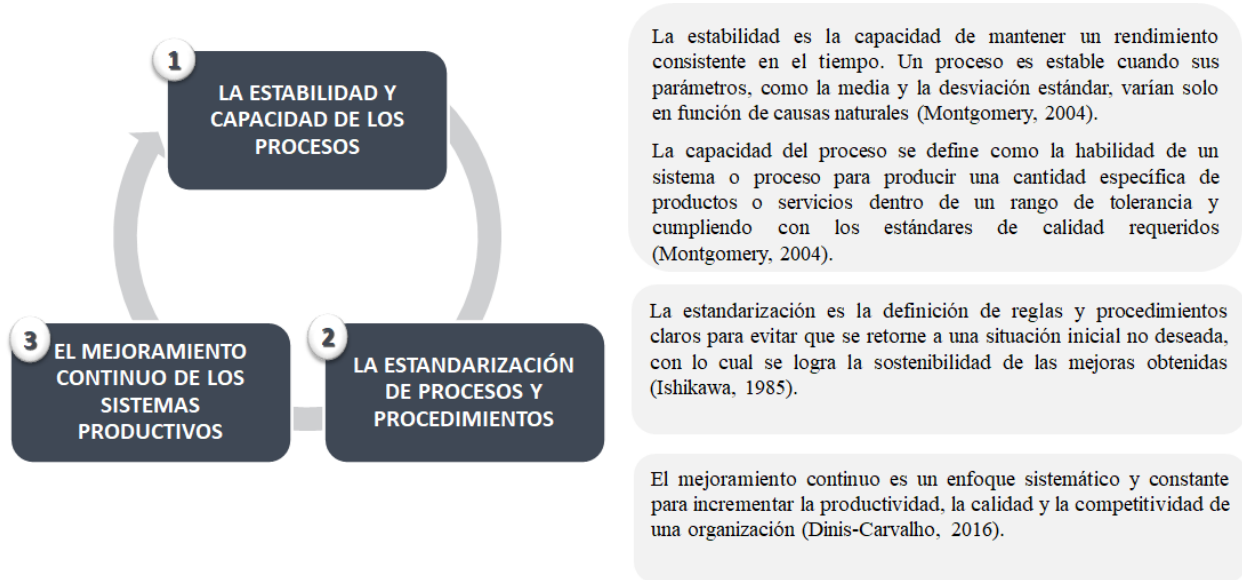 1
LA ESTABILIDAD Y
CAPACIDAD DE LOS
PROCESOS
La estabilidad es la capacidad de mantener un rendimiento
consistente en el tiempo. Un proceso es estable cuando sus
parámetros, como la media y la desviación estándar, varían solo
en función de causas naturales (Montgomery, 2004).
La capacidad del proceso se define como la habilidad de un
sistema o proceso para producir una cantidad específica de
productos o servicios dentro de un rango de tolerancia y
cumpliendo con los estándares de calidad requeridos
(Montgomery, 2004).
2
LA ESTANDARIZACIÓN
DE PROCESOS Y
PROCEDIMIENTOS
La estandarización es la definición de reglas y procedimientos
claros para evitar que se retorne a una situación inicial no deseada,
con lo cual se logra la sostenibilidad de las mejoras obtenidas
(Ishikawa, 1985).
3
EL MEJORAMIENTO
CONTINUO DE LOS
SISTEMAS
PRODUCTIVOS
El mejoramiento continuo es un enfoque sistemático y constante
para incrementar la productividad, la calidad y la competitividad de
una organización (Dinis-Carvalho, 2016).